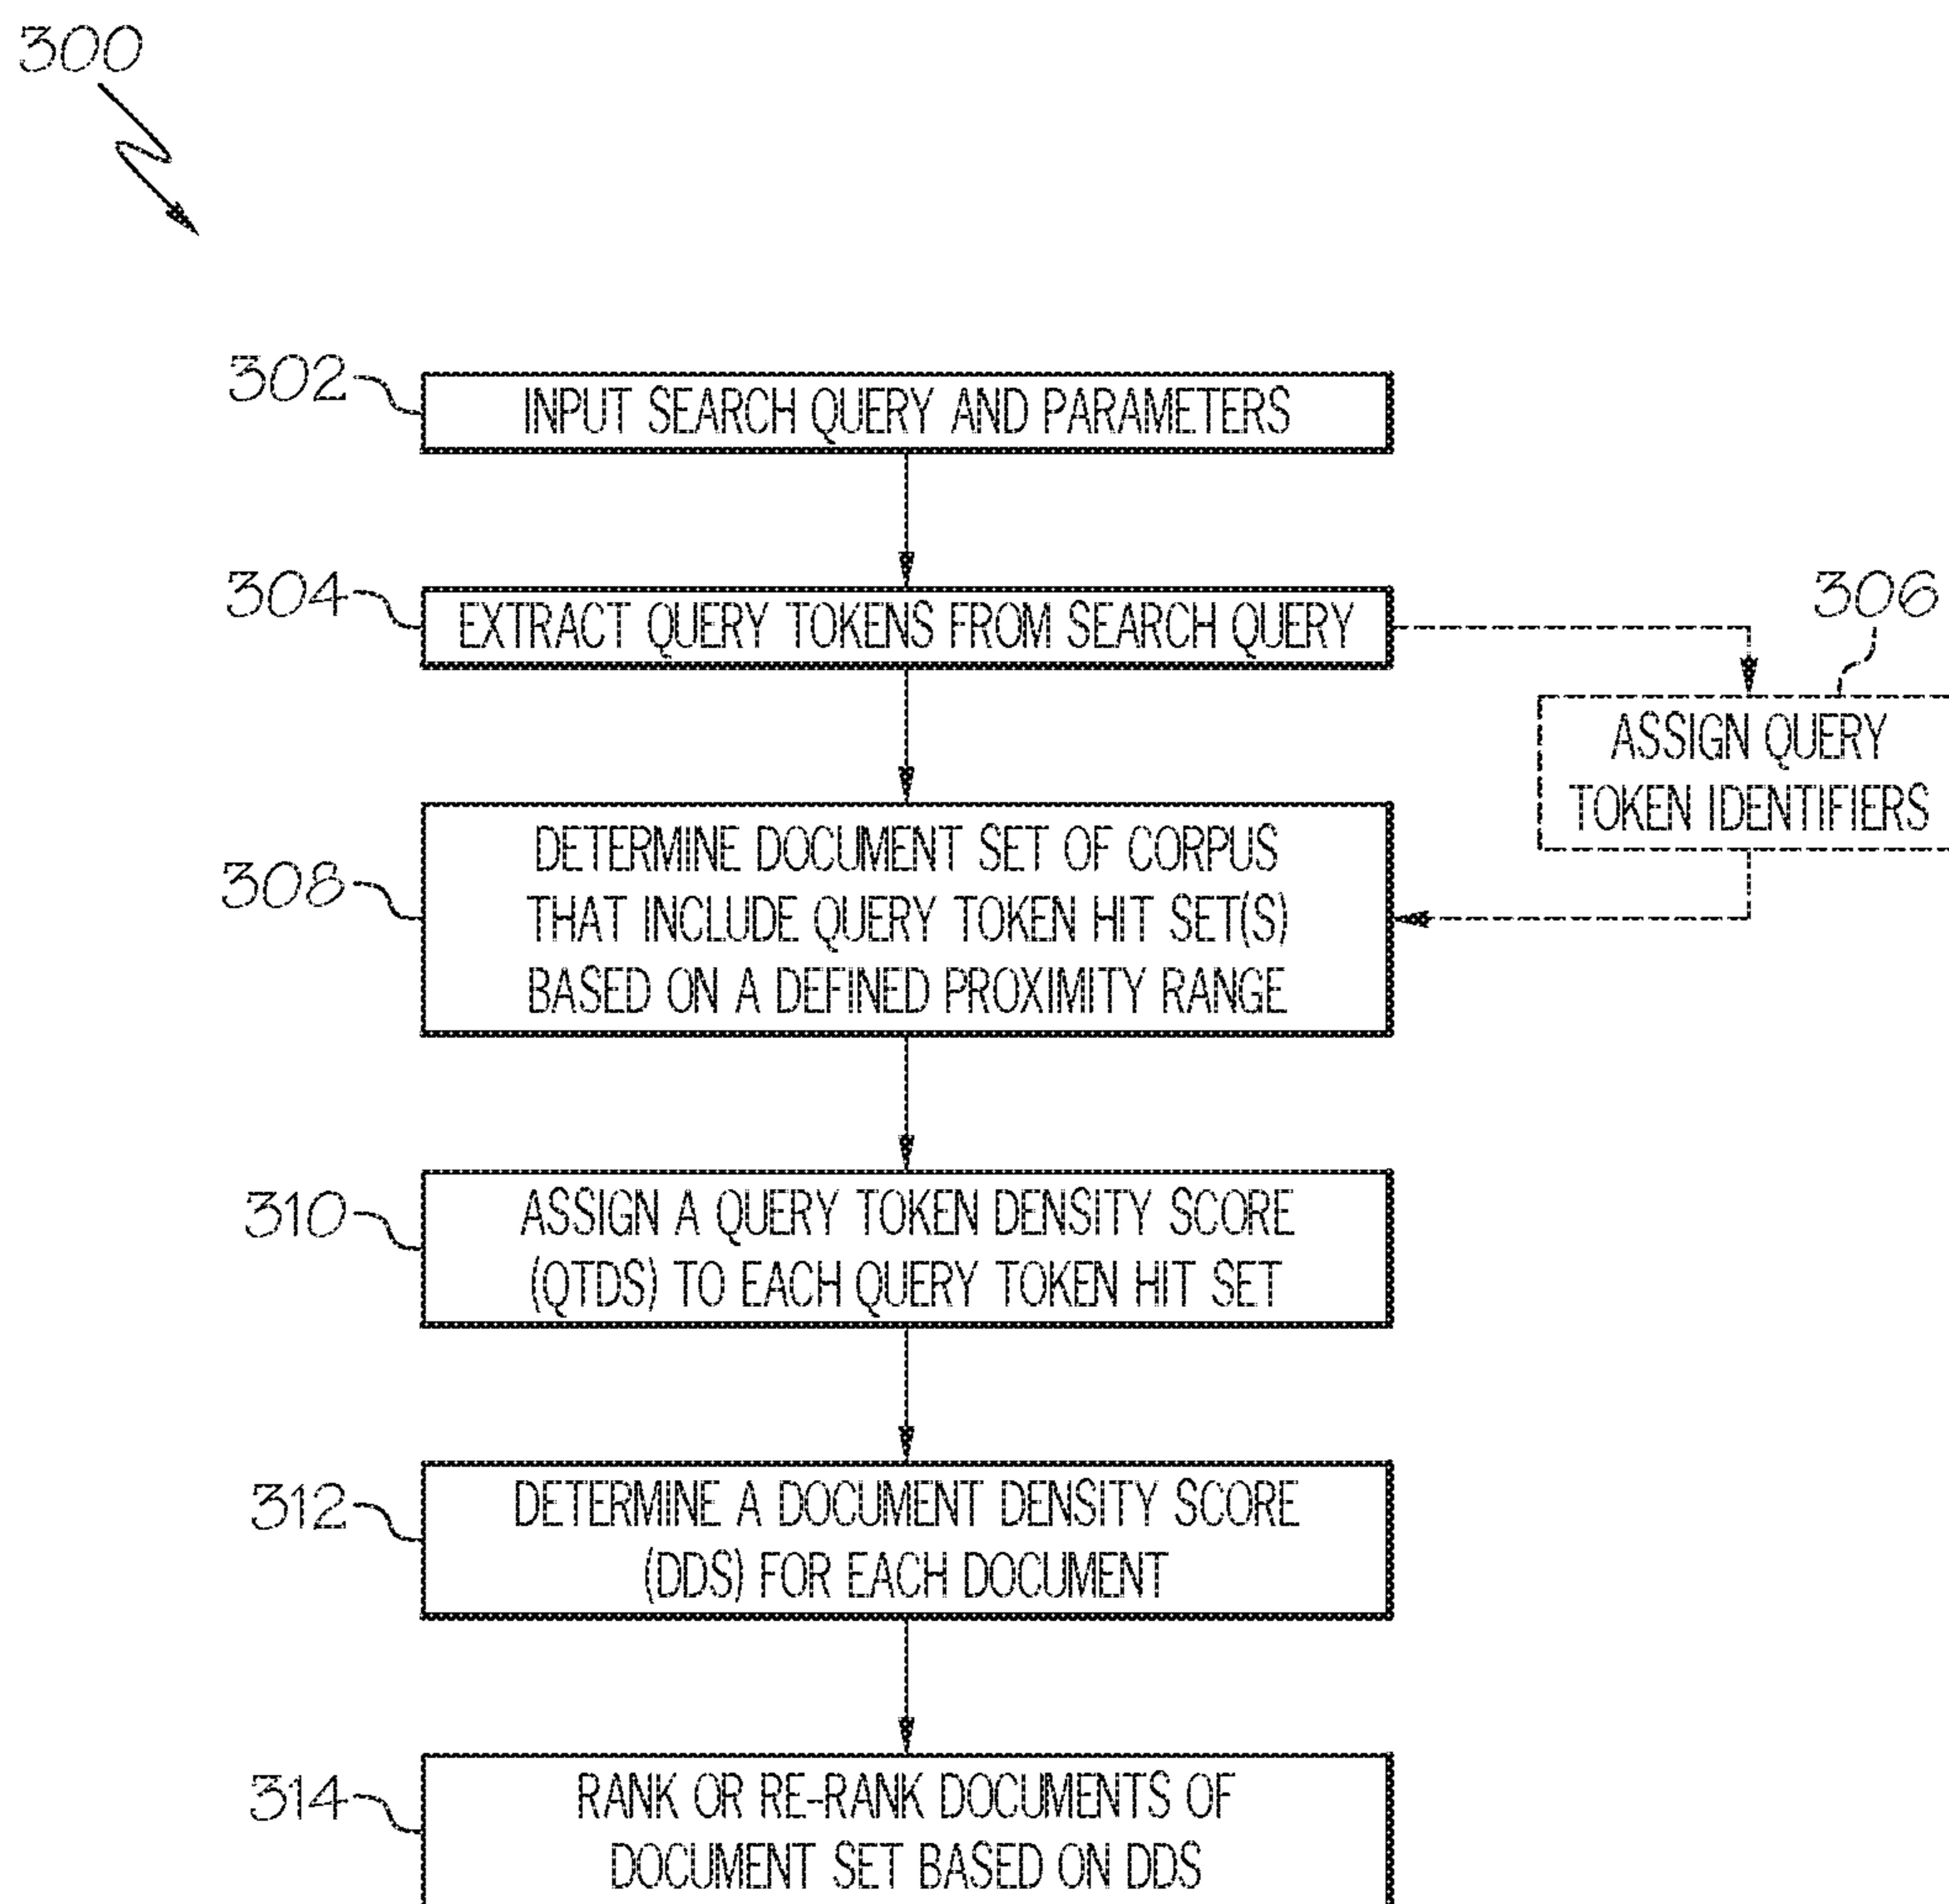 300
302
INPUT SEARCH QUERY AND PARAMETERS
304
EXTRACT QUERY TOKENS FROM SEARCH QUERY
306
ASSIGN QUERY
TOKEN IDENTIFIERS
308
DETERMINE DOCUMENT SET OF CORPUS
THAT INCLUDE QUERY TOKEN HIT SET(S)
BASED ON A DEFINED PROXIMITY RANGE
310
ASSIGN A QUERY TOKEN DENSITY SCORE
(QTDS) TO EACH QUERY TOKEN HIT SET
312
DETERMINE A DOCUMENT DENSITY SCORE
(DDS) FOR EACH DOCUMENT
314
RANK OR RE-RANK DOCUMENTS OF
DOCUMENT SET BASED ON DDS